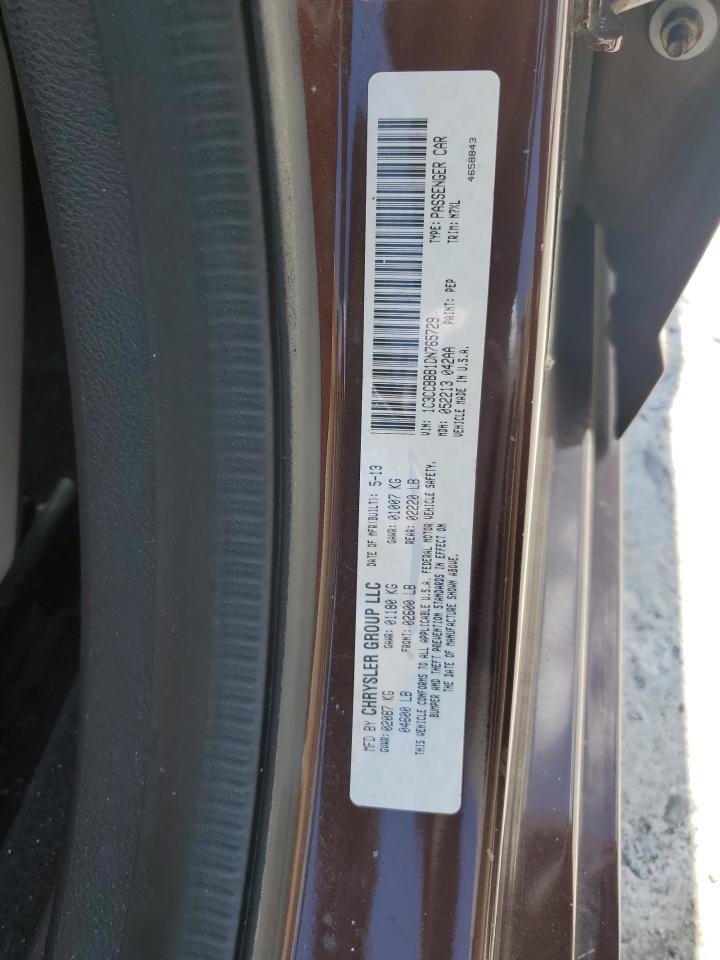 MFD BY CHRYSLER GROUP LLC DATE OF MFR(BUILT): 5-13
GVWR: 02087 KG GAWR: 01180 KG GAWR: 01007 KG
04600 LB FRONT: 02600 LB REAR: 02220 LB
THIS VEHICLE CONFORMS TO ALL APPLICABLE U.S.A. FEDERAL MOTOR VEHICLE SAFETY,
BUMPER AND THEFT PREVENTION STANDARDS IN EFFECT ON
THE DATE OF MANUFACTURE SHOWN ABOVE.
VIN: 1C3CCBBB1DN765729 TYPE: PASSENGER CAR
MDH: 052213 042AA PAINT: PEP TRIM: N7XL
VEHICLE MADE IN U.S.A. 4658843